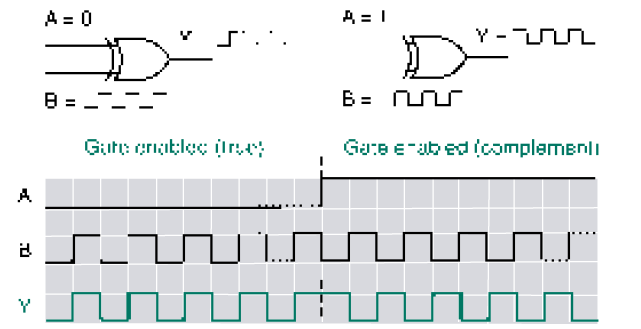 A = 0
A = 1
Y
Y =
B =
B =
Gate enabled (true)
Gate enabled (complement)
A
B
Y